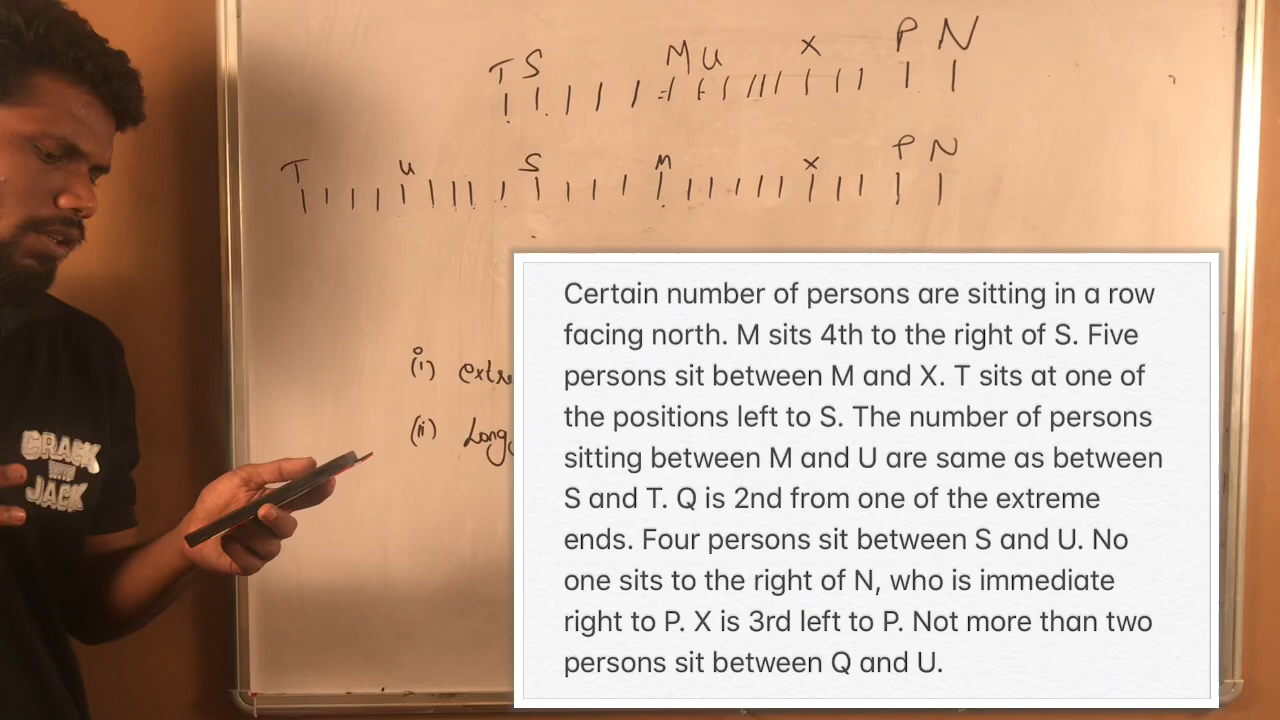 T S M U X P N
T U S M X P N
(i) extre
(ii) Long
CRACK
WITH
JACK
Certain number of persons are sitting in a row
facing north. M sits 4th to the right of S. Five
persons sit between M and X. T sits at one of
the positions left to S. The number of persons
sitting between M and U are same as between
S and T. Q is 2nd from one of the extreme
ends. Four persons sit between S and U. No
one sits to the right of N, who is immediate
right to P. X is 3rd left to P. Not more than two
persons sit between Q and U.